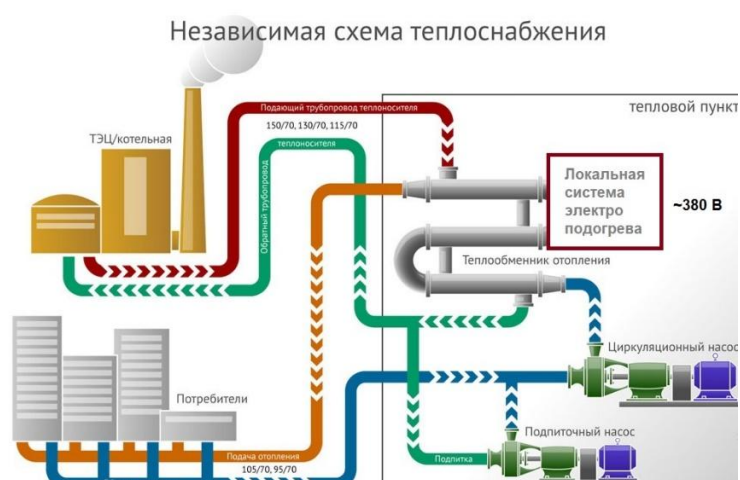 Независимая схема теплоснабжения
тепловой пункт
Подающий трубопровод теплоносителя
150/70, 130/70, 115/70
ТЭЦ/котельная
Обратный трубопровод
теплоносителя
Локальная
система
электро
подогрева
~380 В
Теплообменник отопления
Циркуляционный насос
Потребители
Подпиточный насос
Подача отопления
Подпитка
105/70, 95/70